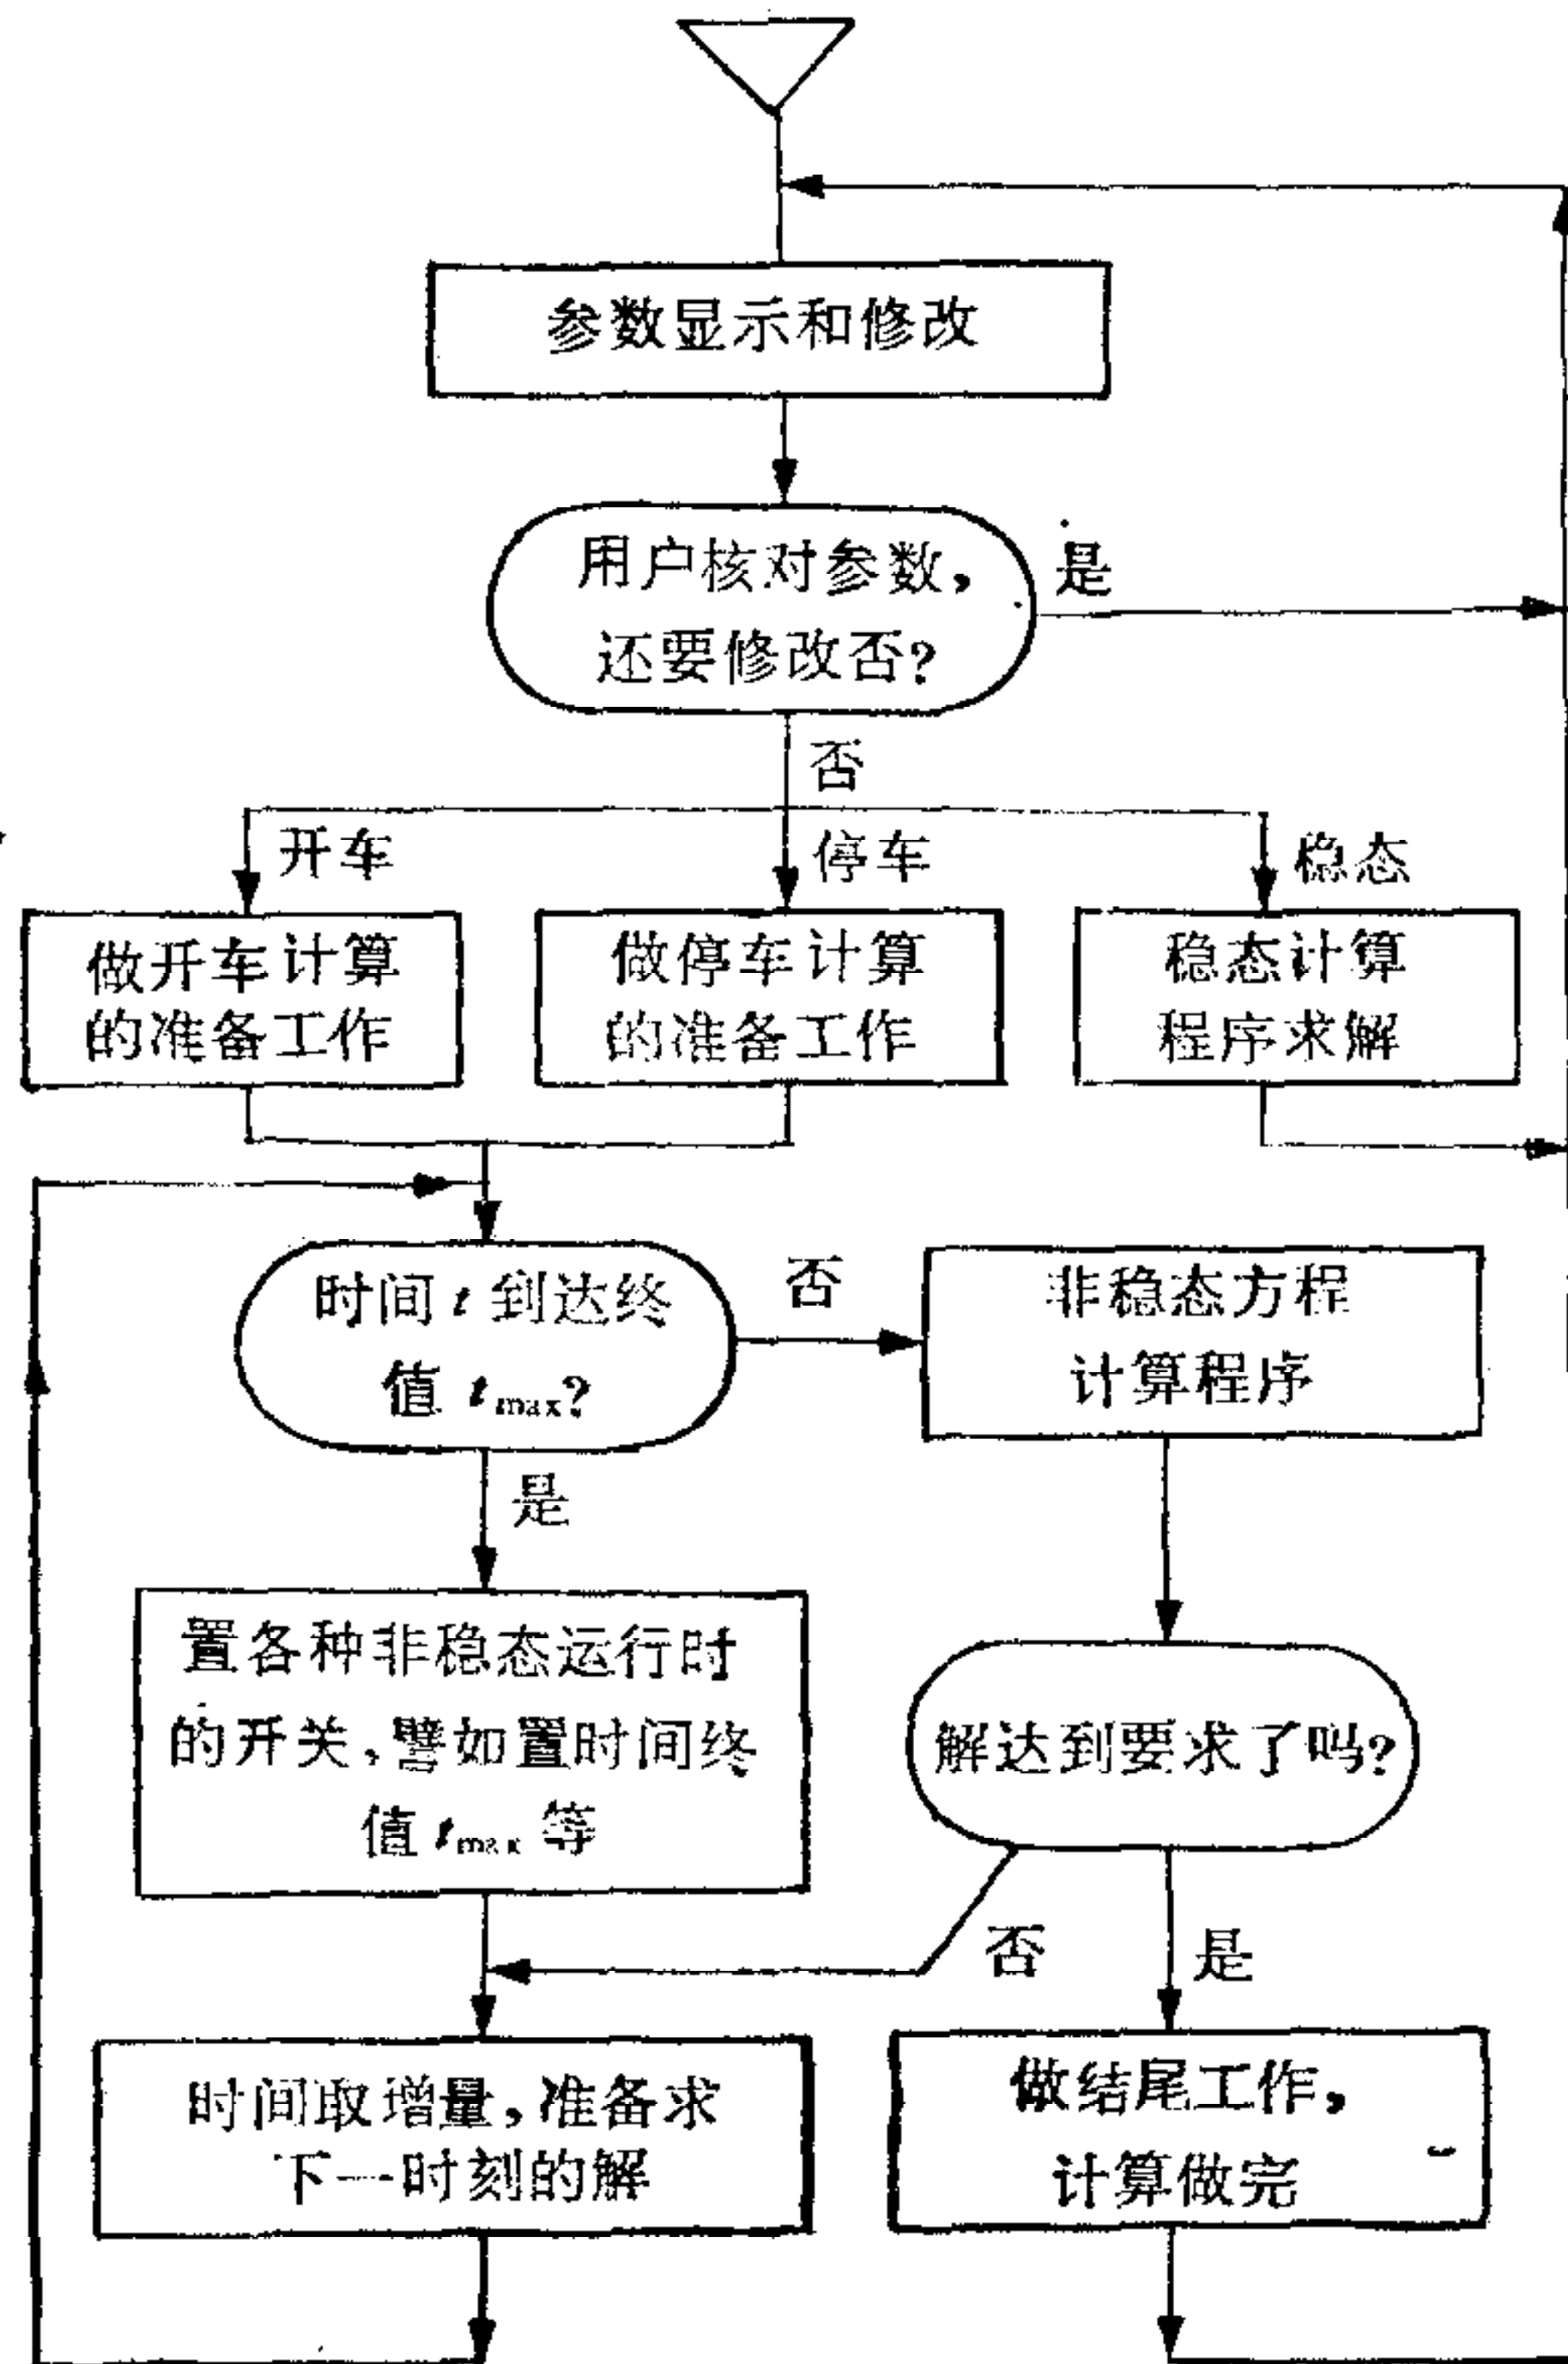 参数显示和修改
用户核对参数，
还要修改否？
是
否
开车
停车
稳态
做开车计算
的准备工作
做停车计算
的准备工作
稳态计算
程序求解
时间 t 到达终
值 tmax?
否
非稳态方程
计算程序
是
置各种非稳态运行时
的开关，譬如置时间终
值 tmax 等
解达到要求了吗？
否
是
时间取增量，准备求
下一时刻的解
做结尾工作，
计算做完